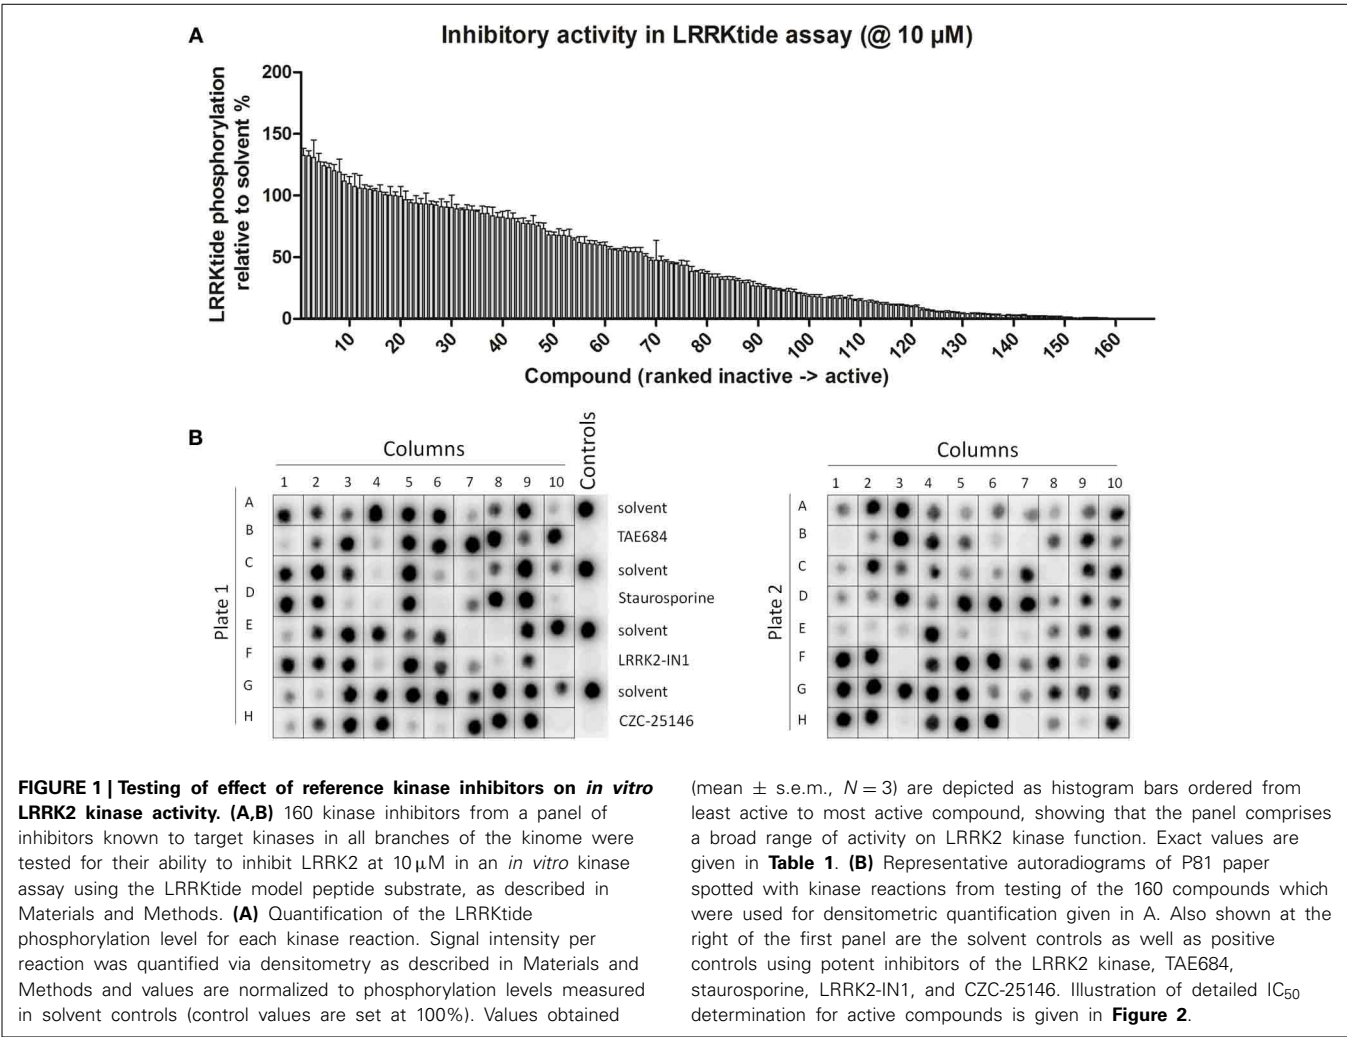 A
Inhibitory activity in LRRKtide assay (@ 10 µM)
LRRKtide phosphorylation
relative to solvent %
200
150
100
50
0
10 20 30 40 50 60 70 80 90 100 110 120 130 140 150 160
Compound (ranked inactive -> active)
B
Columns
Controls
1 2 3 4 5 6 7 8 9 10
Plate 1
A
B
C
D
E
F
G
H
solvent
TAE684
solvent
Staurosporine
solvent
LRRK2-IN1
solvent
CZC-25146
Columns
1 2 3 4 5 6 7 8 9 10
Plate 2
A
B
C
D
E
F
G
H
FIGURE 1 | Testing of effect of reference kinase inhibitors on in vitro
LRRK2 kinase activity. (A,B) 160 kinase inhibitors from a panel of
inhibitors known to target kinases in all branches of the kinome were
tested for their ability to inhibit LRRK2 at 10 µM in an in vitro kinase
assay using the LRRKtide model peptide substrate, as described in
Materials and Methods. (A) Quantification of the LRRKtide
phosphorylation level for each kinase reaction. Signal intensity per
reaction was quantified via densitometry as described in Materials and
Methods and values are normalized to phosphorylation levels measured
in solvent controls (control values are set at 100%). Values obtained
(mean ± s.e.m., N = 3) are depicted as histogram bars ordered from
least active to most active compound, showing that the panel comprises
a broad range of activity on LRRK2 kinase function. Exact values are
given in Table 1. (B) Representative autoradiograms of P81 paper
spotted with kinase reactions from testing of the 160 compounds which
were used for densitometric quantification given in A. Also shown at the
right of the first panel are the solvent controls as well as positive
controls using potent inhibitors of the LRRK2 kinase, TAE684,
staurosporine, LRRK2-IN1, and CZC-25146. Illustration of detailed IC50
determination for active compounds is given in Figure 2.